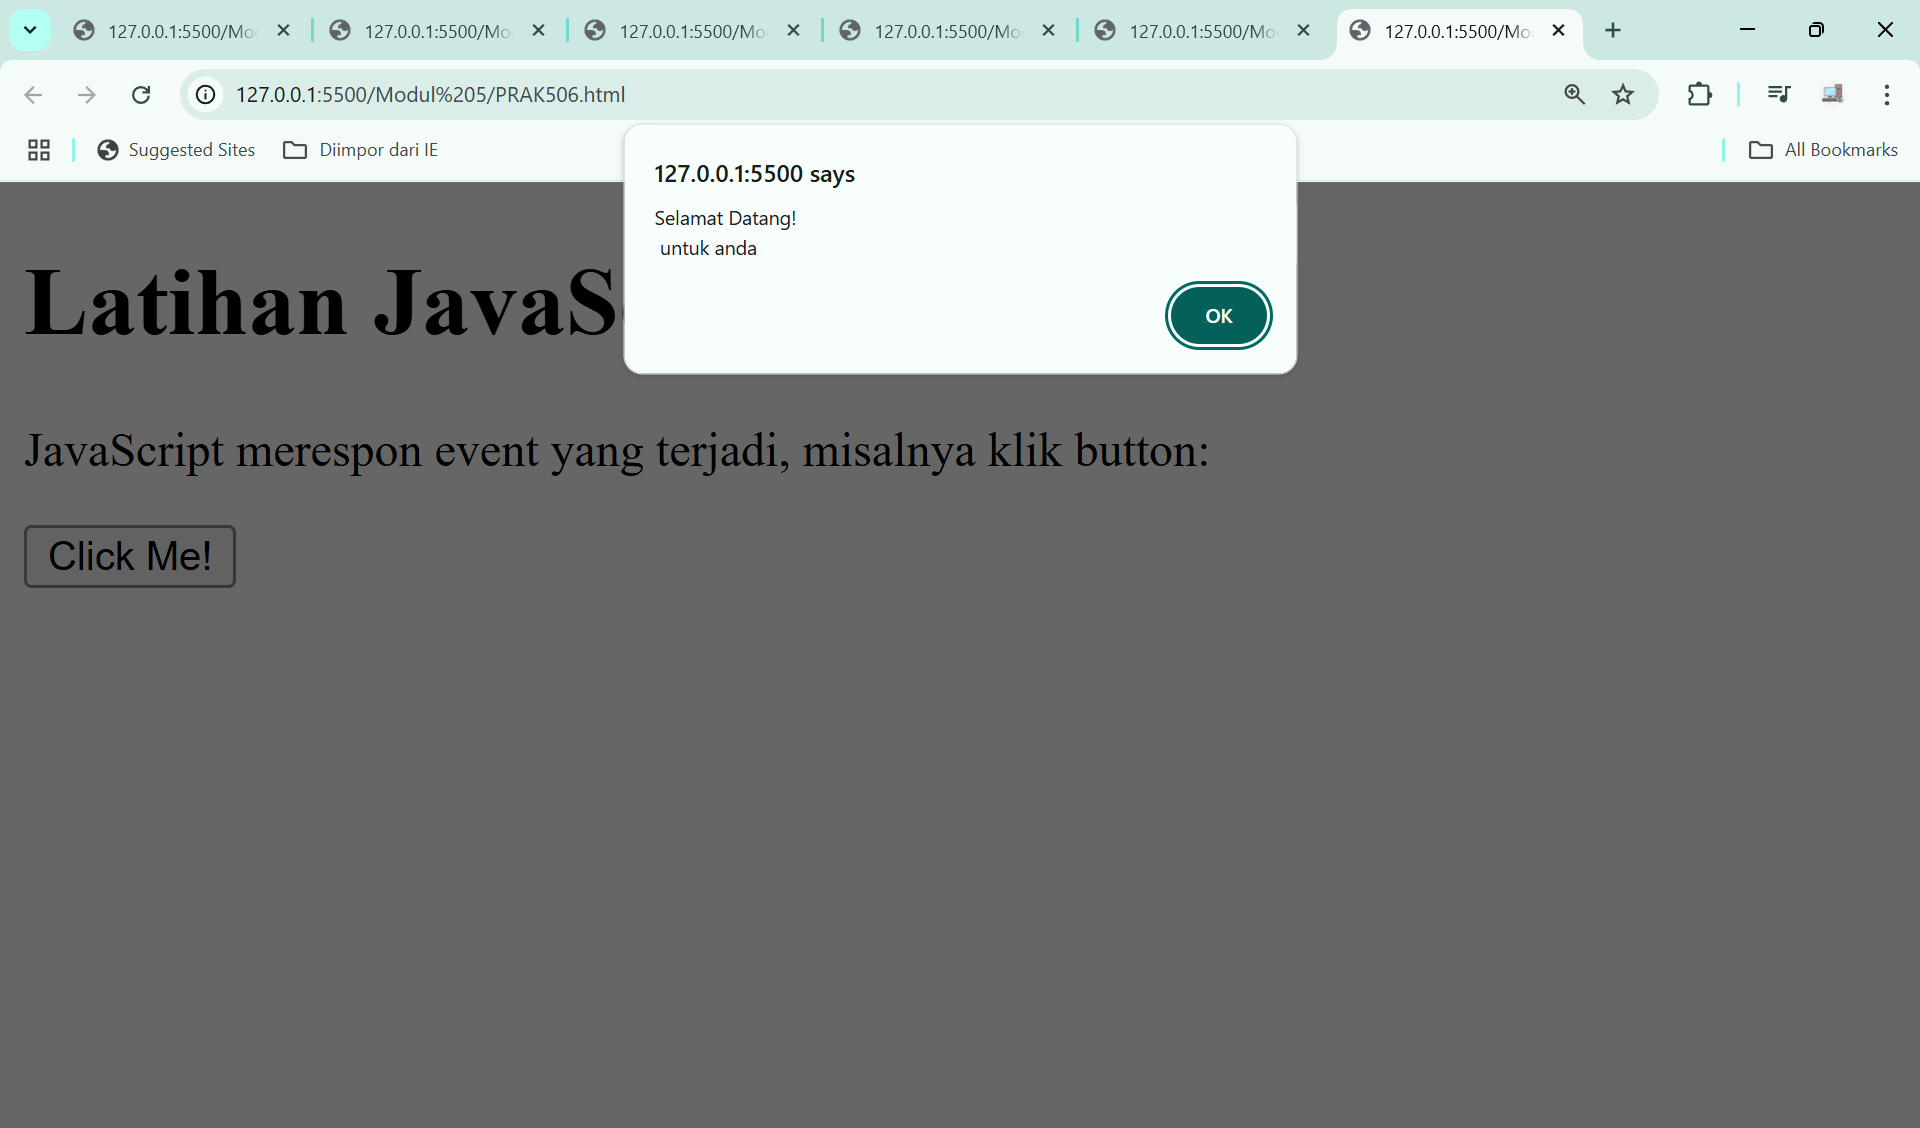 127.0.0.1:5500/Mo
127.0.0.1:5500/Mo
127.0.0.1:5500/Mo
127.0.0.1:5500/Mo
127.0.0.1:5500/Mo
127.0.0.1:5500/Mo
127.0.0.1:5500/Modul%205/PRAK506.html
Suggested Sites
Diimpor dari IE
All Bookmarks
127.0.0.1:5500 says
Selamat Datang!
untuk anda
OK
Latihan JavaS
JavaScript merespon event yang terjadi, misalnya klik button:
Click Me!